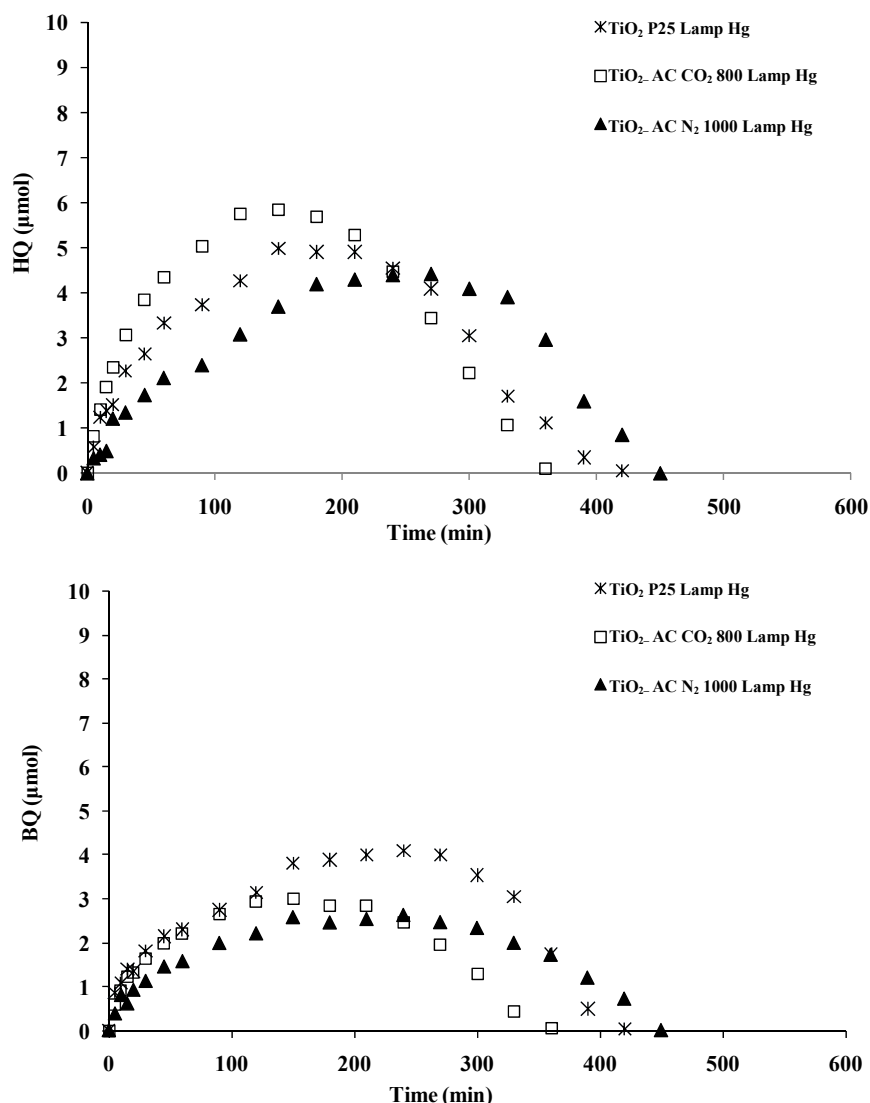 10
9
8
7
6
5
4
3
2
1
0
HQ (μmol)
TiO₂ P25 Lamp Hg
TiO₂₋ AC CO₂ 800 Lamp Hg
TiO₂₋ AC N₂ 1000 Lamp Hg
0 100 200 300 400 500 600
Time (min)
10
9
8
7
6
5
4
3
2
1
0
BQ (μmol)
TiO₂ P25 Lamp Hg
TiO₂₋ AC CO₂ 800 Lamp Hg
TiO₂₋ AC N₂ 1000 Lamp Hg
0 100 200 300 400 500 600
Time (min)